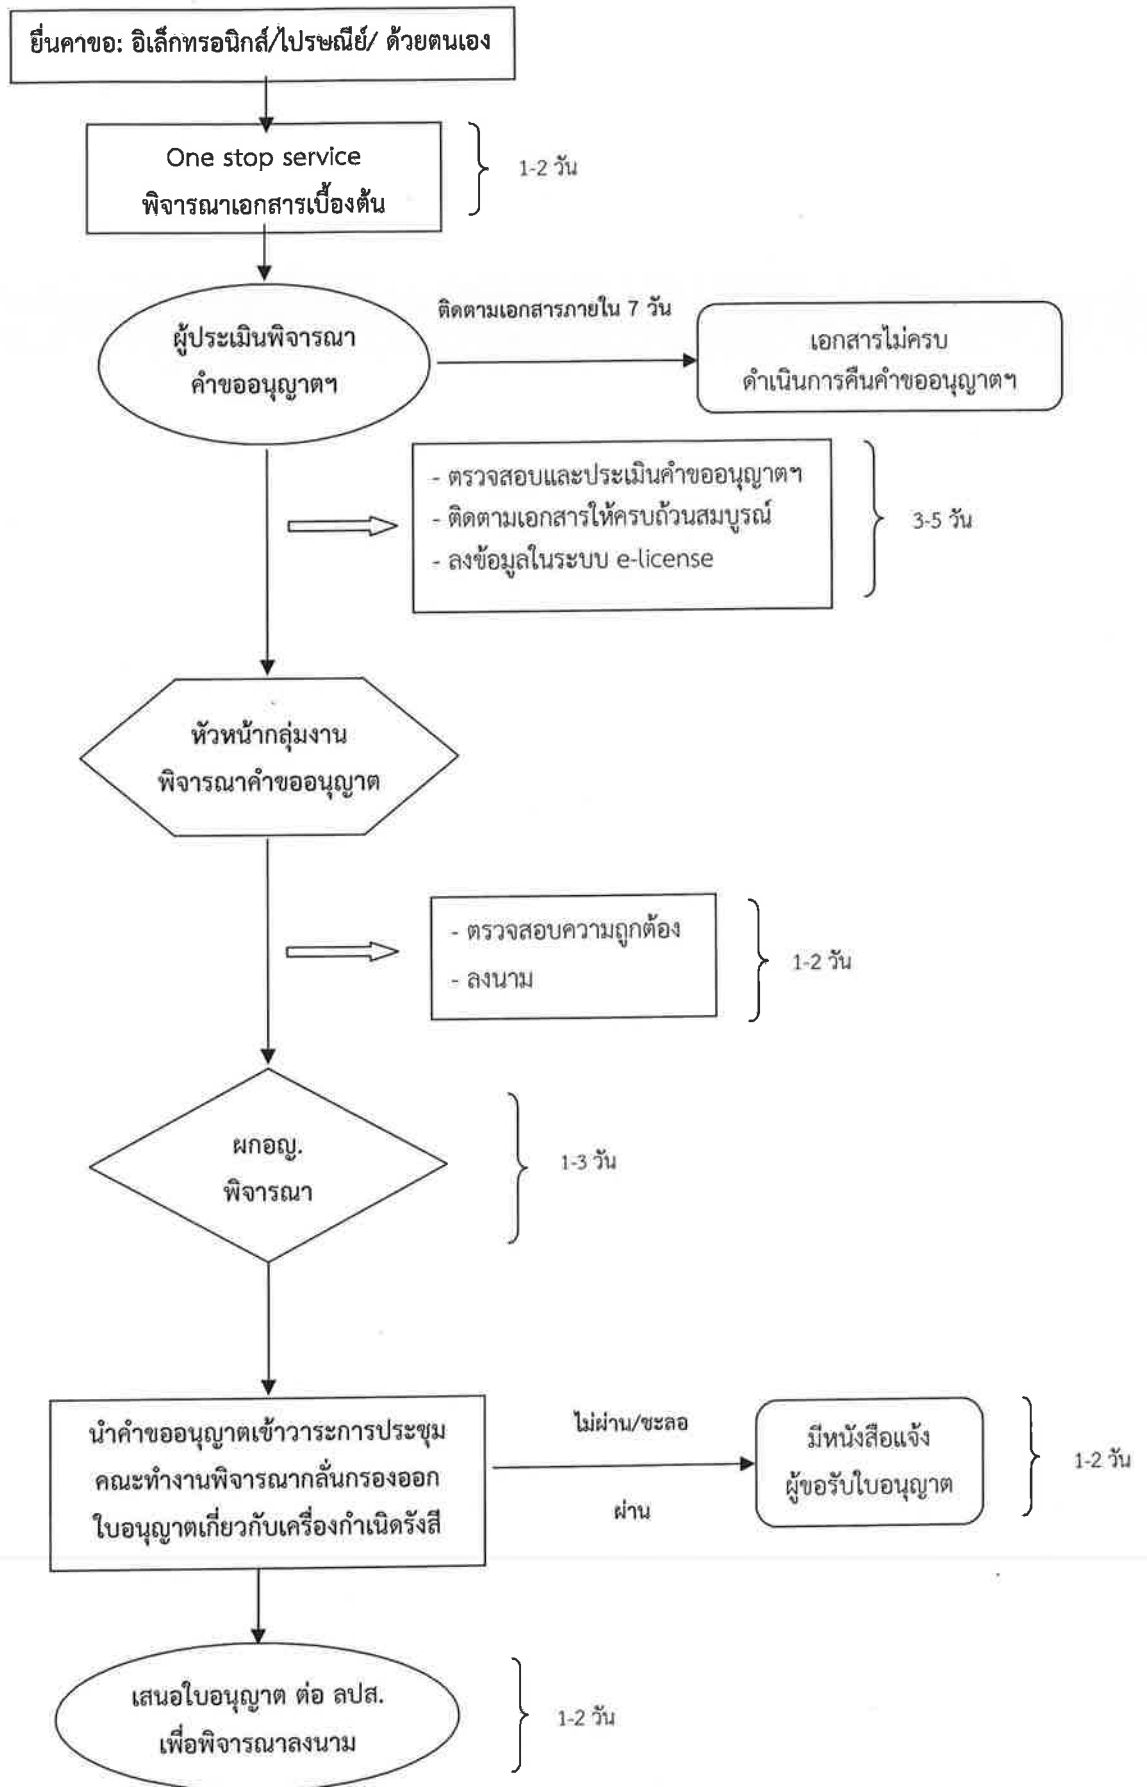 ยื่นคาขอ: อิเล็กทรอนิกส์/ไปรษณีย์/ ด้วยตนเอง
One stop service
พิจารณาเอกสารเบื้องต้น
1-2 วัน
ผู้ประเมินพิจารณา
คำขออนุญาตฯ
ติดตามเอกสารภายใน 7 วัน
เอกสารไม่ครบ
ดำเนินการคืนคำขออนุญาตฯ
- ตรวจสอบและประเมินคำขออนุญาตฯ
- ติดตามเอกสารให้ครบถ้วนสมบูรณ์
- ลงข้อมูลในระบบ e-license
3-5 วัน
หัวหน้ากลุ่มงาน
พิจารณาคำขออนุญาต
- ตรวจสอบความถูกต้อง
- ลงนาม
1-2 วัน
ผกอญ.
พิจารณา
1-3 วัน
นำคำขออนุญาตเข้าวาระการประชุม
คณะทำงานพิจารณากลั่นกรองออก
ใบอนุญาตเกี่ยวกับเครื่องกำเนิดรังสี
ไม่ผ่าน/ชะลอ
ผ่าน
มีหนังสือแจ้ง
ผู้ขอรับใบอนุญาต
1-2 วัน
เสนอใบอนุญาต ต่อ ลปส.
เพื่อพิจารณาลงนาม
1-2 วัน